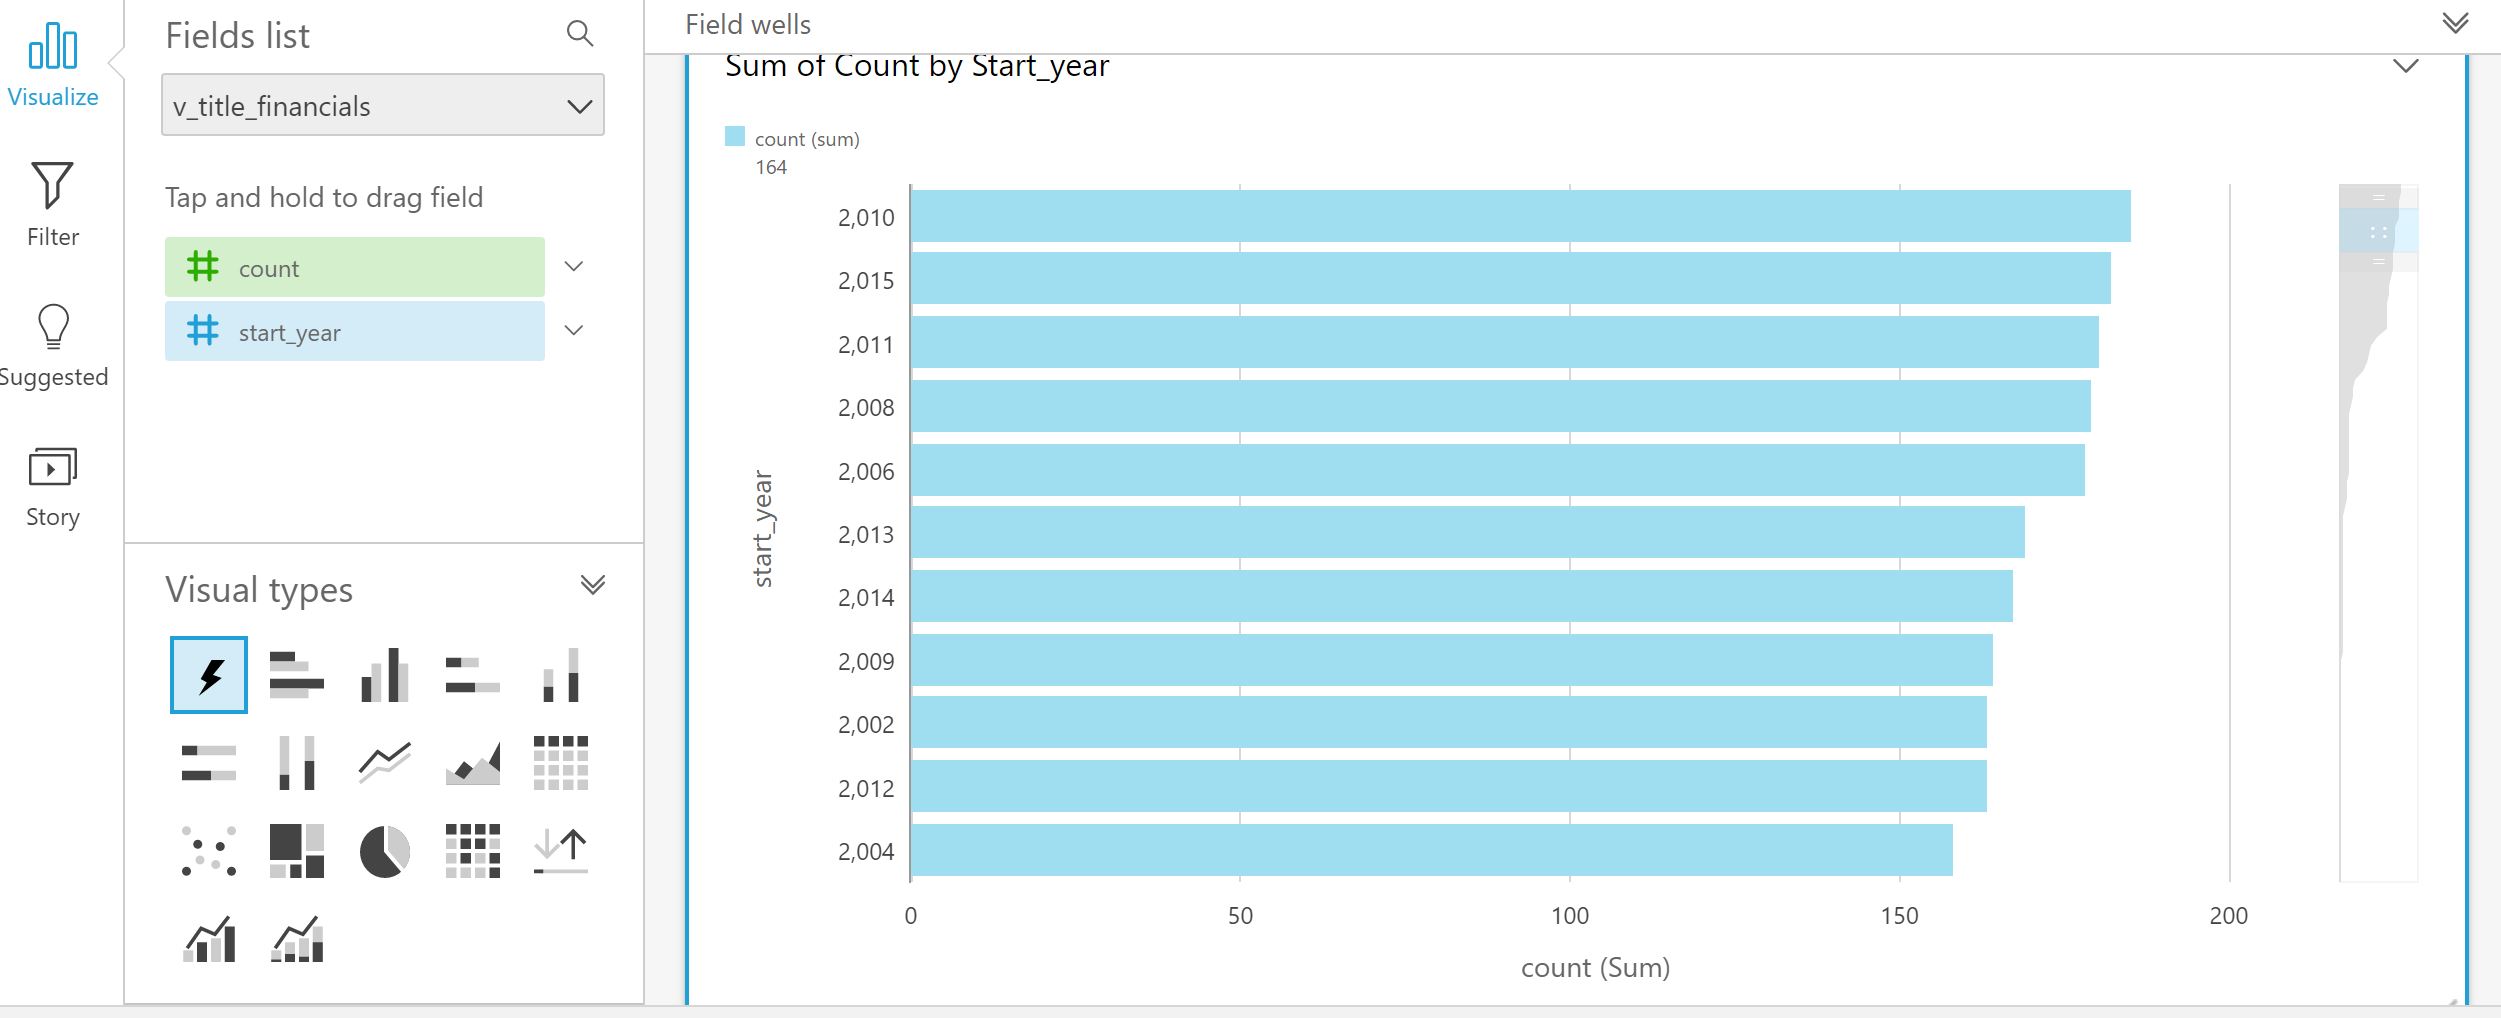 Visualize
Filter
Suggested
Story
Fields list
v_title_financials
Tap and hold to drag field
count
start_year
Visual types
Field wells
Sum of Count by Start_year
count (sum)
164
start_year
2,010
2,015
2,011
2,008
2,006
2,013
2,014
2,009
2,002
2,012
2,004
0 50 100 150 200
count (Sum)